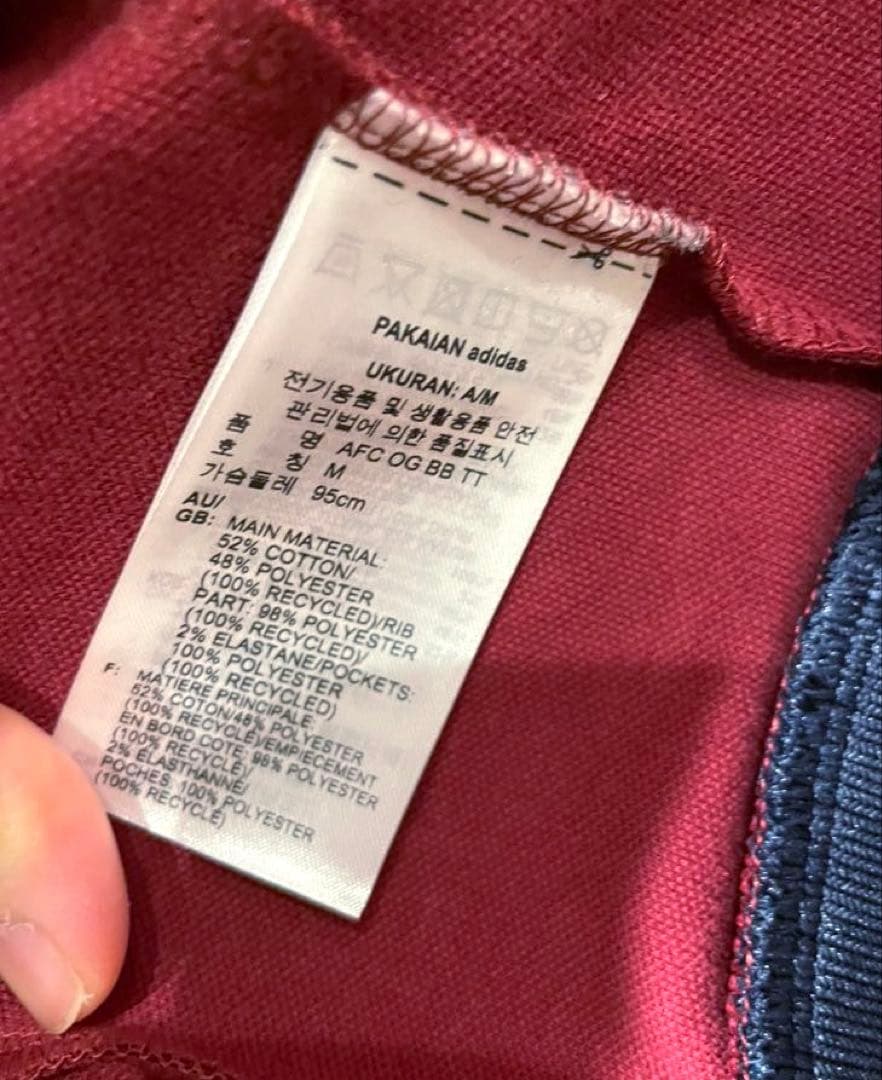 PAKAIAN adidas
UKURAN: A/M
전기용품 및 생활용품 안전
관리법에 의한 품질표시
품 명 AFC OG BB TT
호 칭 M
가슴둘레 95cm
AU/
GB: MAIN MATERIAL:
52% COTTON/
48% POLYESTER
(100% RECYCLED)/RIB
PART: 98% POLYESTER
(100% RECYCLED)/
2% ELASTANE/POCKETS:
100% POLYESTER
(100% RECYCLED)
F: MATIERE PRINCIPALE:
52% COTON/48% POLYESTER
(100% RECYCLE)/EMPIECEMENT
EN BORD COTE: 98% POLYESTER
(100% RECYCLE)/
2% ELASTHANNE/
POCHES: 100% POLYESTER
(100% RECYCLE)